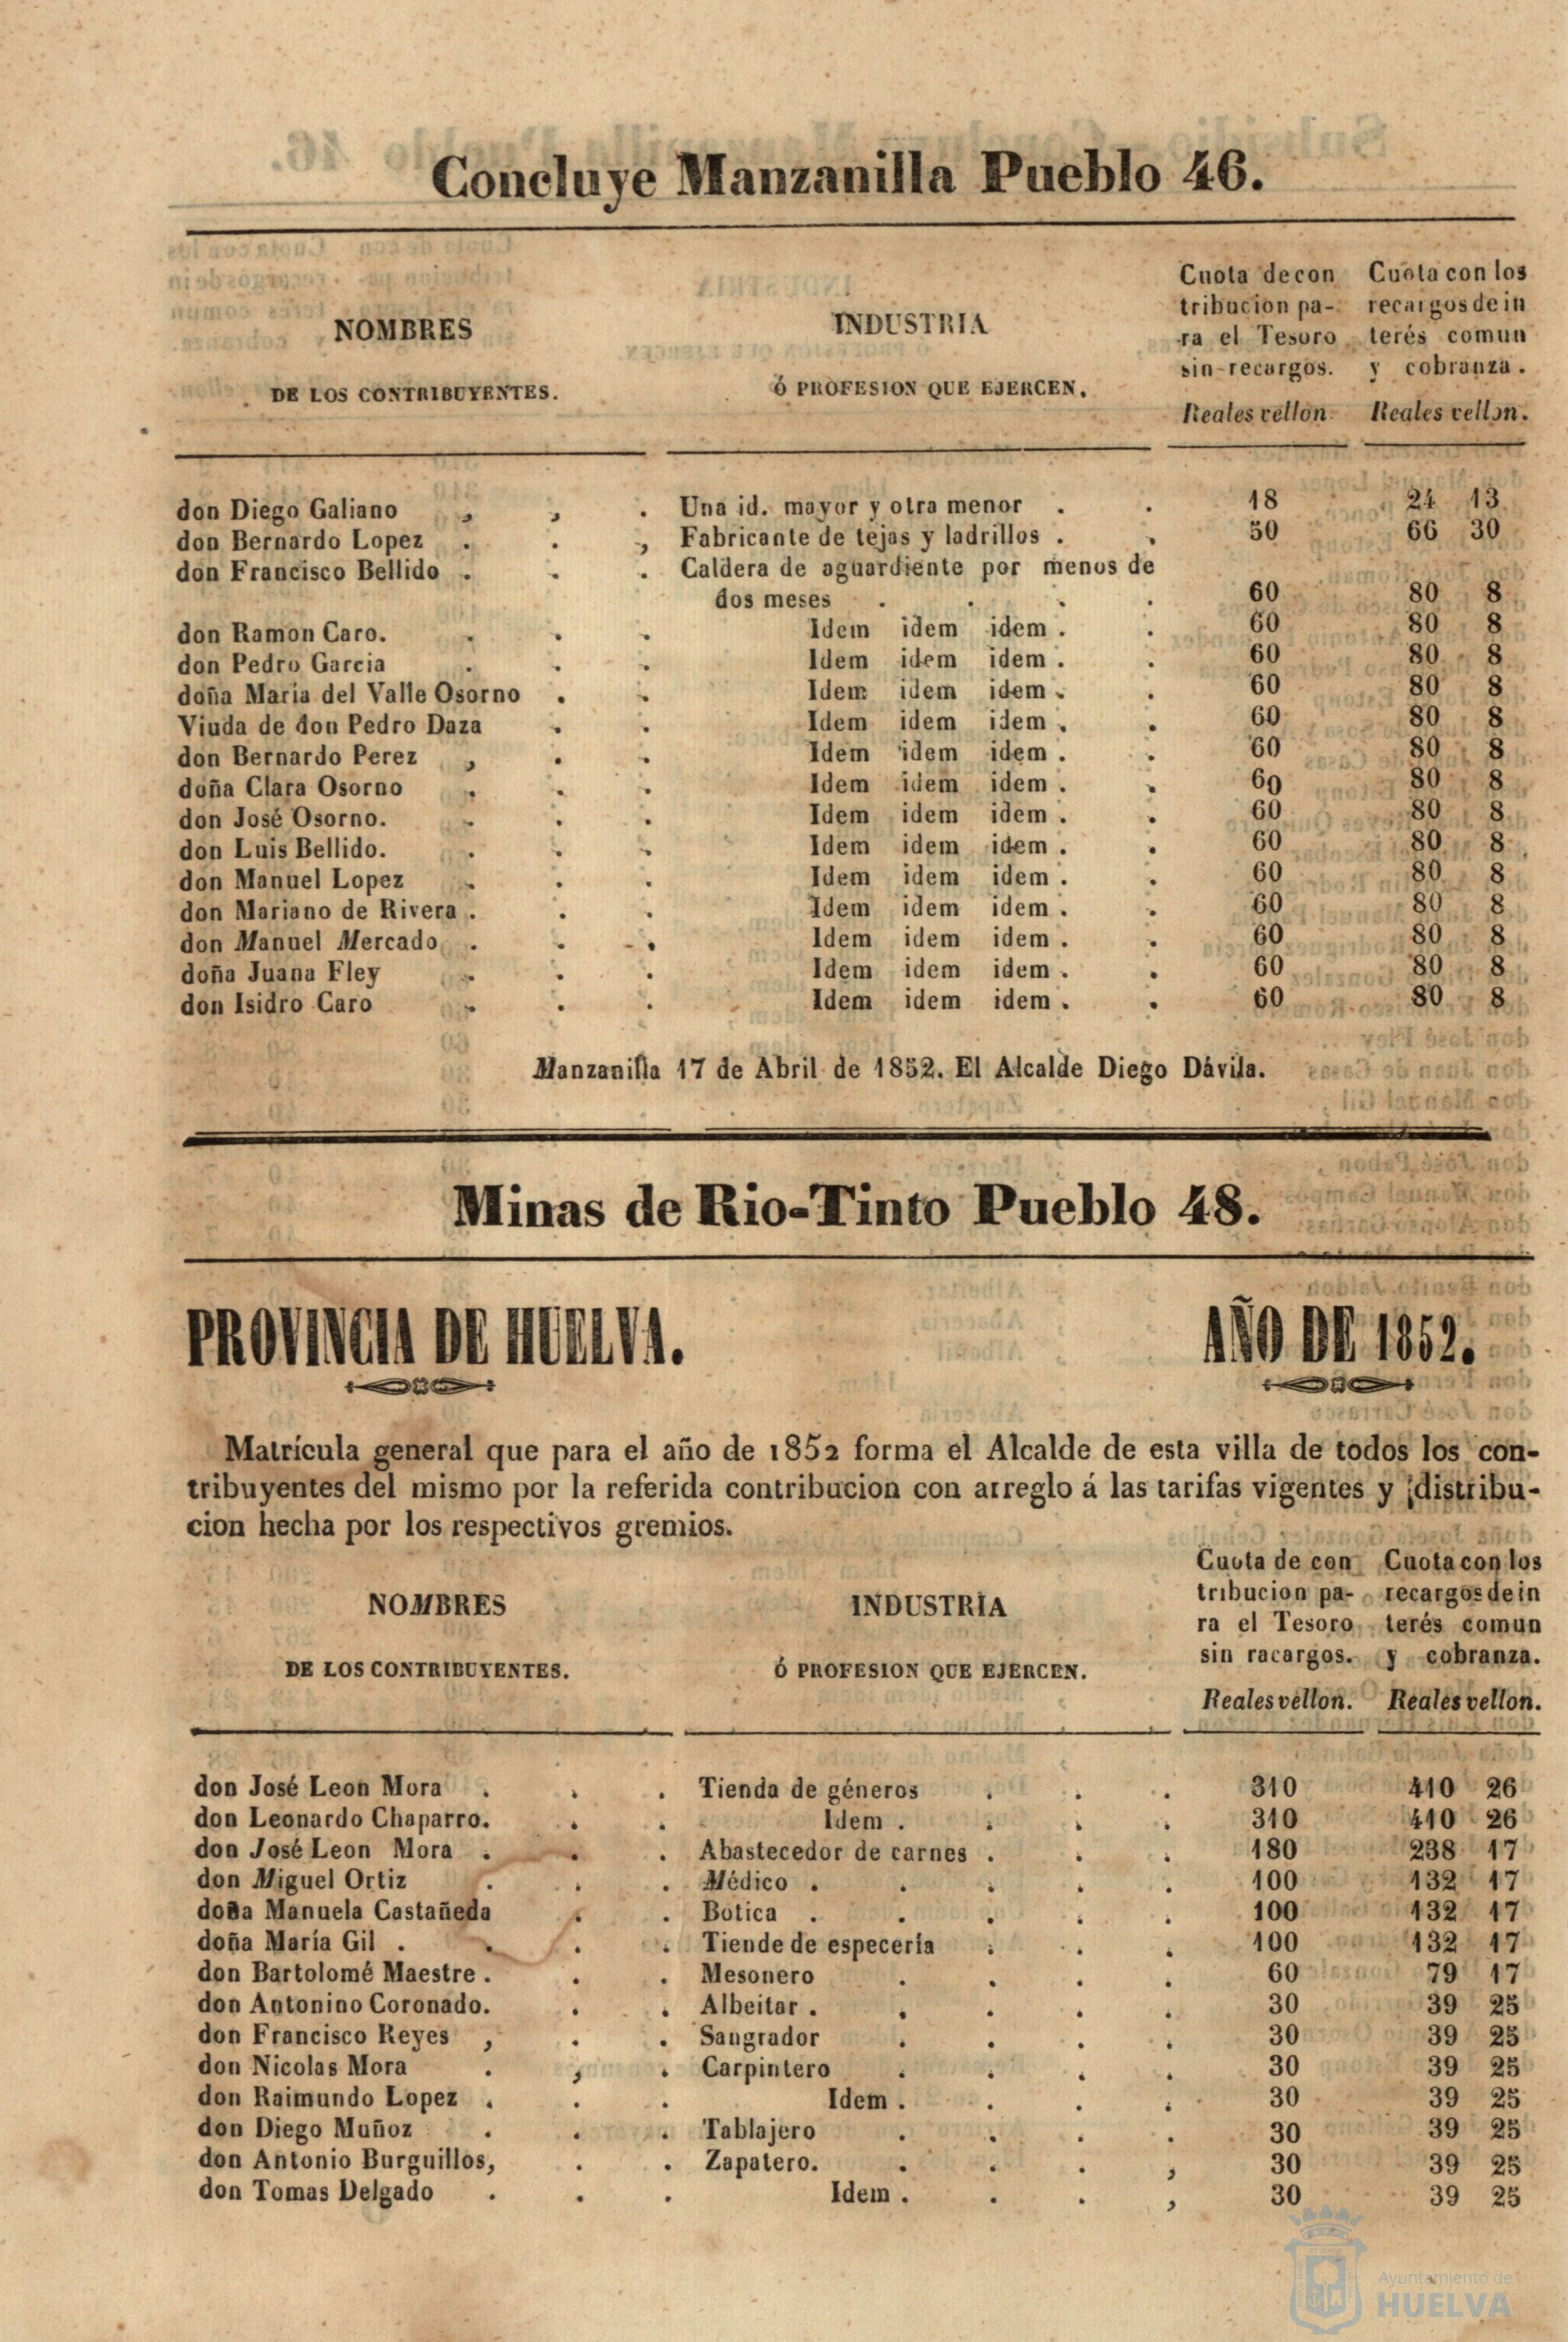 Concluye Manzanilla Pueblo 46.
NOMBRES
DE LOS CONTRIBUYENTES.
INDUSTRIA
Ó PROFESION QUE EJERCEN.
Cuota de con
tribucion pa-
ra el Tesoro
sin recargos.
Reales vellon.
Cuota con los
recargos de in
terés comun
y cobranza.
Reales vellon.
don Diego Galiano , , . Una id. mayor y otra menor . . 18 24 13
don Bernardo Lopez . . , Fabricante de tejas y ladrillos . . 50 66 30
don Francisco Bellido . . . Caldera de aguardiente por menos de
dos meses . . . . 60 80 8
don Ramon Caro. . . . Idem idem idem . . 60 80 8
don Pedro Garcia . . . Idem idem idem . . 60 80 8
doña María del Valle Osorno . . Idem idem idem . . 60 80 8
Viuda de don Pedro Daza . . Idem idem idem . . 60 80 8
don Bernardo Perez , . . Idem idem idem . . 60 80 8
doña Clara Osorno . . . Idem idem idem . . 60 80 8
don José Osorno. . . . Idem idem idem . . 60 80 8
don Luis Bellido. . . . Idem idem idem . . 60 80 8
don Manuel Lopez . . . Idem idem idem . . 60 80 8
don Mariano de Rivera . . . Idem idem idem . . 60 80 8
don Manuel Mercado . . . Idem idem idem . . 60 80 8
doña Juana Fley . . . Idem idem idem . . 60 80 8
don Isidro Caro . . . Idem idem idem . . 60 80 8
Manzanilla 17 de Abril de 1852. El Alcalde Diego Dávila.
Minas de Rio-Tinto Pueblo 48.
PROVINCIA DE HUELVA. AÑO DE 1852.
Matrícula general que para el año de 1852 forma el Alcalde de esta villa de todos los con-
tribuyentes del mismo por la referida contribucion con arreglo á las tarifas vigentes y ¡distribu-
cion hecha por los respectivos gremios.
NOMBRES
DE LOS CONTRIBUYENTES.
INDUSTRIA
Ó PROFESION QUE EJERCEN.
Cuota de con
tribucion pa-
ra el Tesoro
sin racargos.
Reales vellon.
Cuota con los
recargos de in
terés comun
y cobranza.
Reales vellon.
don José Leon Mora . . . Tienda de géneros . . . 310 410 26
don Leonardo Chaparro. . . Idem . . . . 310 410 26
don José Leon Mora . . . Abastecedor de carnes . . . 180 238 17
don Miguel Ortiz . . . Médico . . . . . 100 132 17
doña Manuela Castañeda . . Botica . . . . . 100 132 17
doña María Gil . . . . Tiende de especería . . . 100 132 17
don Bartolomé Maestre . . . Mesonero . . . . 60 79 17
don Antonino Coronado. . . Albeitar . . . . . 30 39 25
don Francisco Reyes , . . Sangrador . . . . 30 39 25
don Nicolas Mora . , . Carpintero . . . . 30 39 25
don Raimundo Lopez . . . Idem . . . . 30 39 25
don Diego Muñoz . . . Tablajero . . . . 30 39 25
don Antonio Burguillos, . . Zapatero. . . . , 30 39 25
don Tomas Delgado . . . Idem . . . , 30 39 25
Ayuntamiento de
HUELVA